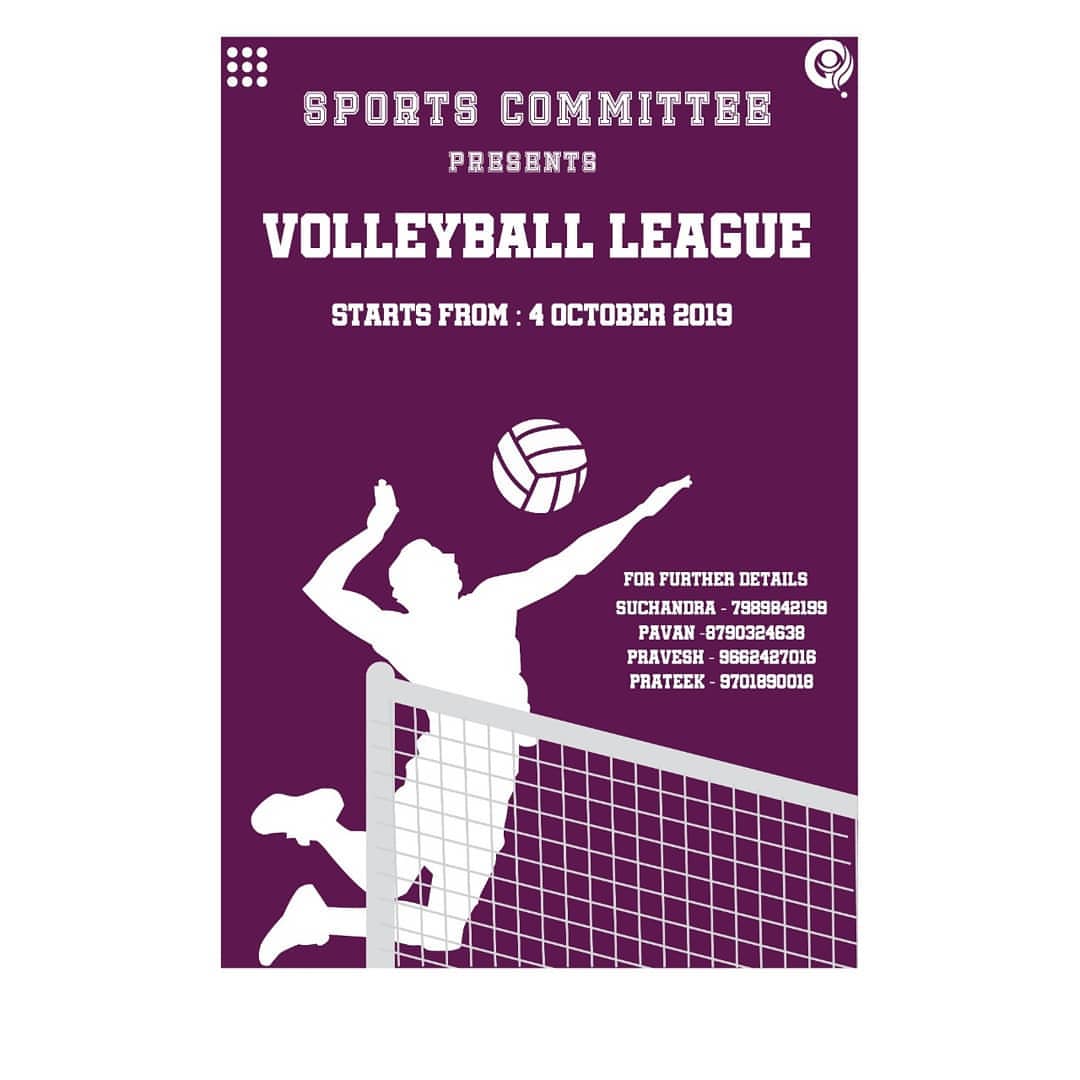 SPORTS COMMITTEE
PRESENTS
VOLLEYBALL LEAGUE
STARTS FROM : 4 OCTOBER 2019
FOR FURTHER DETAILS
SUCHANDRA - 7989842199
PAVAN -8790324638
PRAVESH - 9662427016
PRATEEK - 9701890018